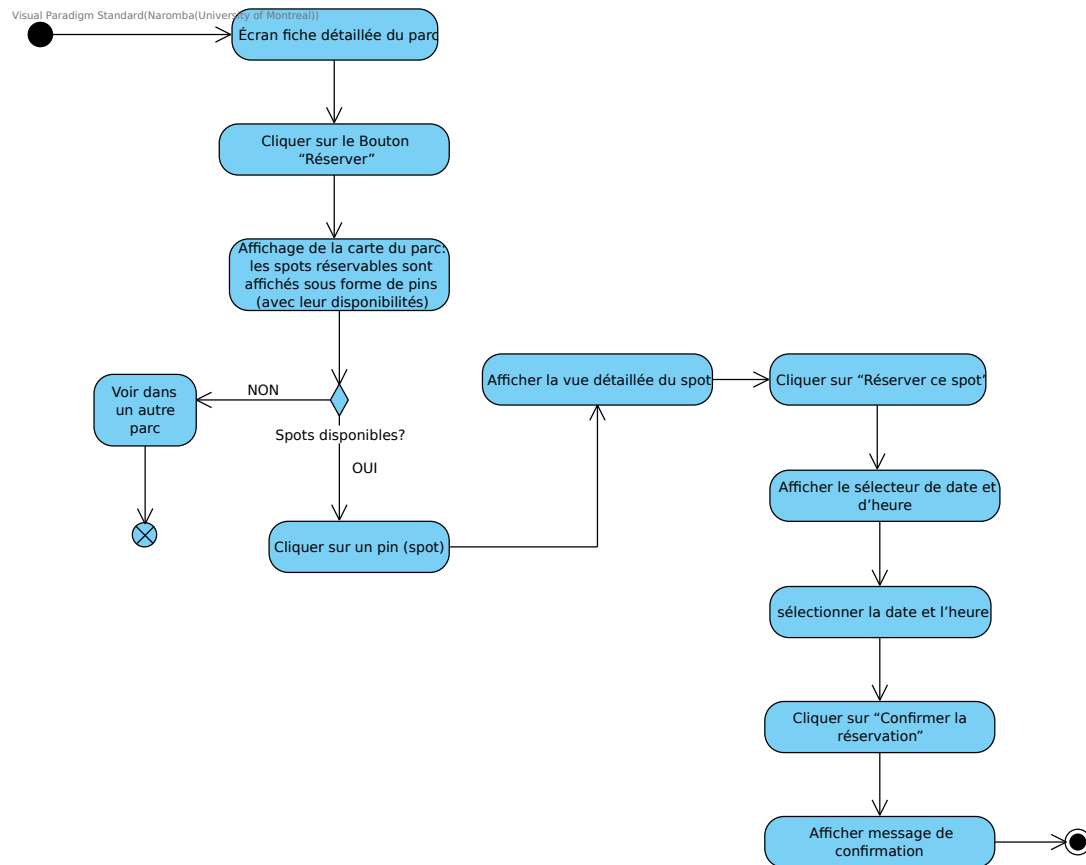 Visual Paradigm Standard(Naromba(University of Montreal))
Écran fiche détaillée du parc
Cliquer sur le Bouton
“Réserver”
Affichage de la carte du parc:
les spots réservables sont
affichés sous forme de pins
(avec leur disponibilités)
Voir dans
un autre
parc
NON
Spots disponibles?
OUI
Cliquer sur un pin (spot)
Afficher la vue détaillée du spot
Cliquer sur “Réserver ce spot”
Afficher le sélecteur de date et
d’heure
sélectionner la date et l’heure
Cliquer sur “Confirmer la
réservation”
Afficher message de
confirmation